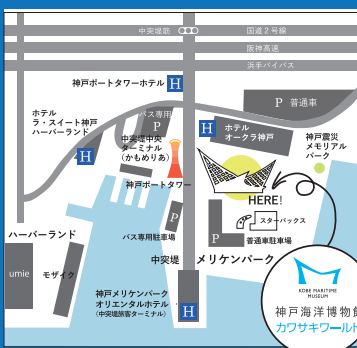 中突堤筋
国道2号線
阪神高速
浜手バイパス
神戸ポートタワーホテル
H
P 普通車
ホテル
ラ・スイート神戸
ハーバーランド
H
バス専用
P
中突堤中央
ターミナル
(かもめりあ)
H
ホテル
オークラ神戸
神戸震災
メモリアル
パーク
神戸ポートタワー
HERE!
P
スターバックス
P
普通車駐車場
バス専用駐車場
ハーバーランド
umie
モザイク
中突堤
メリケンパーク
神戸メリケンパーク
オリエンタルホテル
(中突堤旅客ターミナル)
H
KOBE MARITIME
MUSEUM
神戸海洋博物館
カワサキワールド